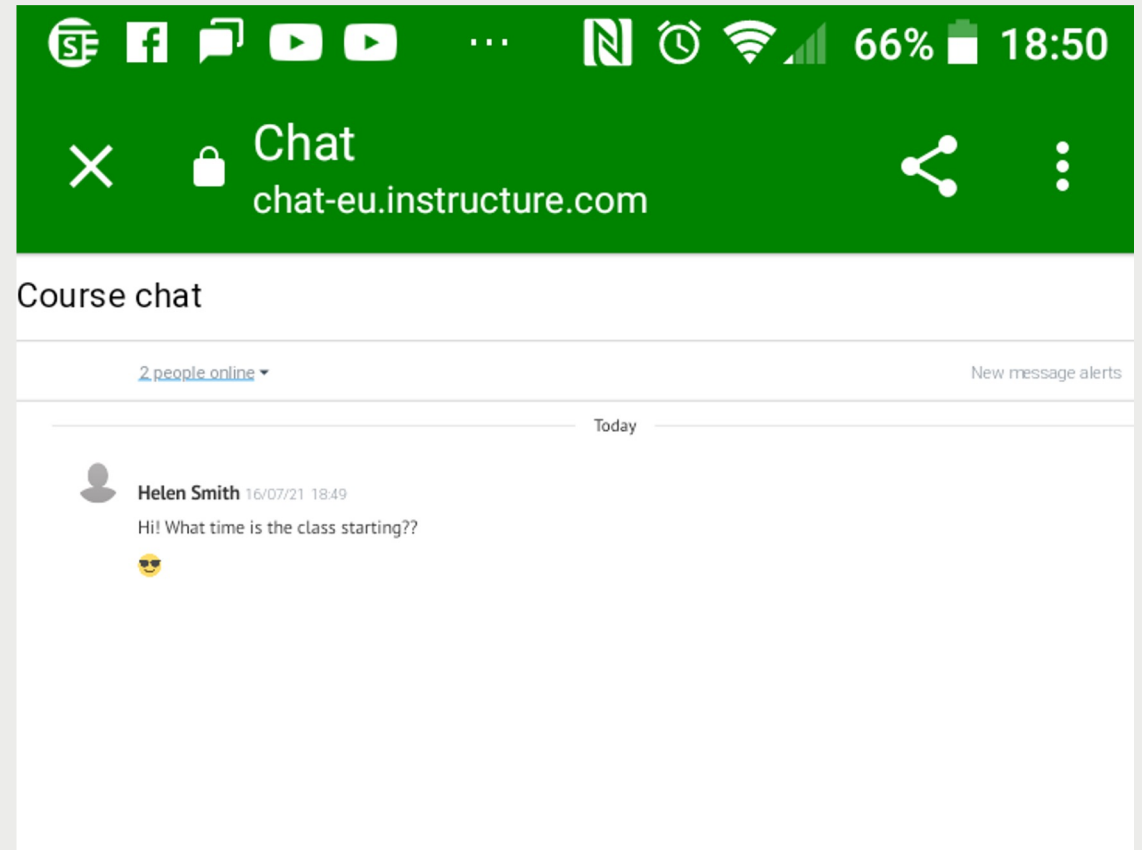 66% 18:50
Chat
chat-eu.instructure.com
Course chat
2 people online New message alerts
Today
Helen Smith 16/07/21 18:49
Hi! What time is the class starting??
😎